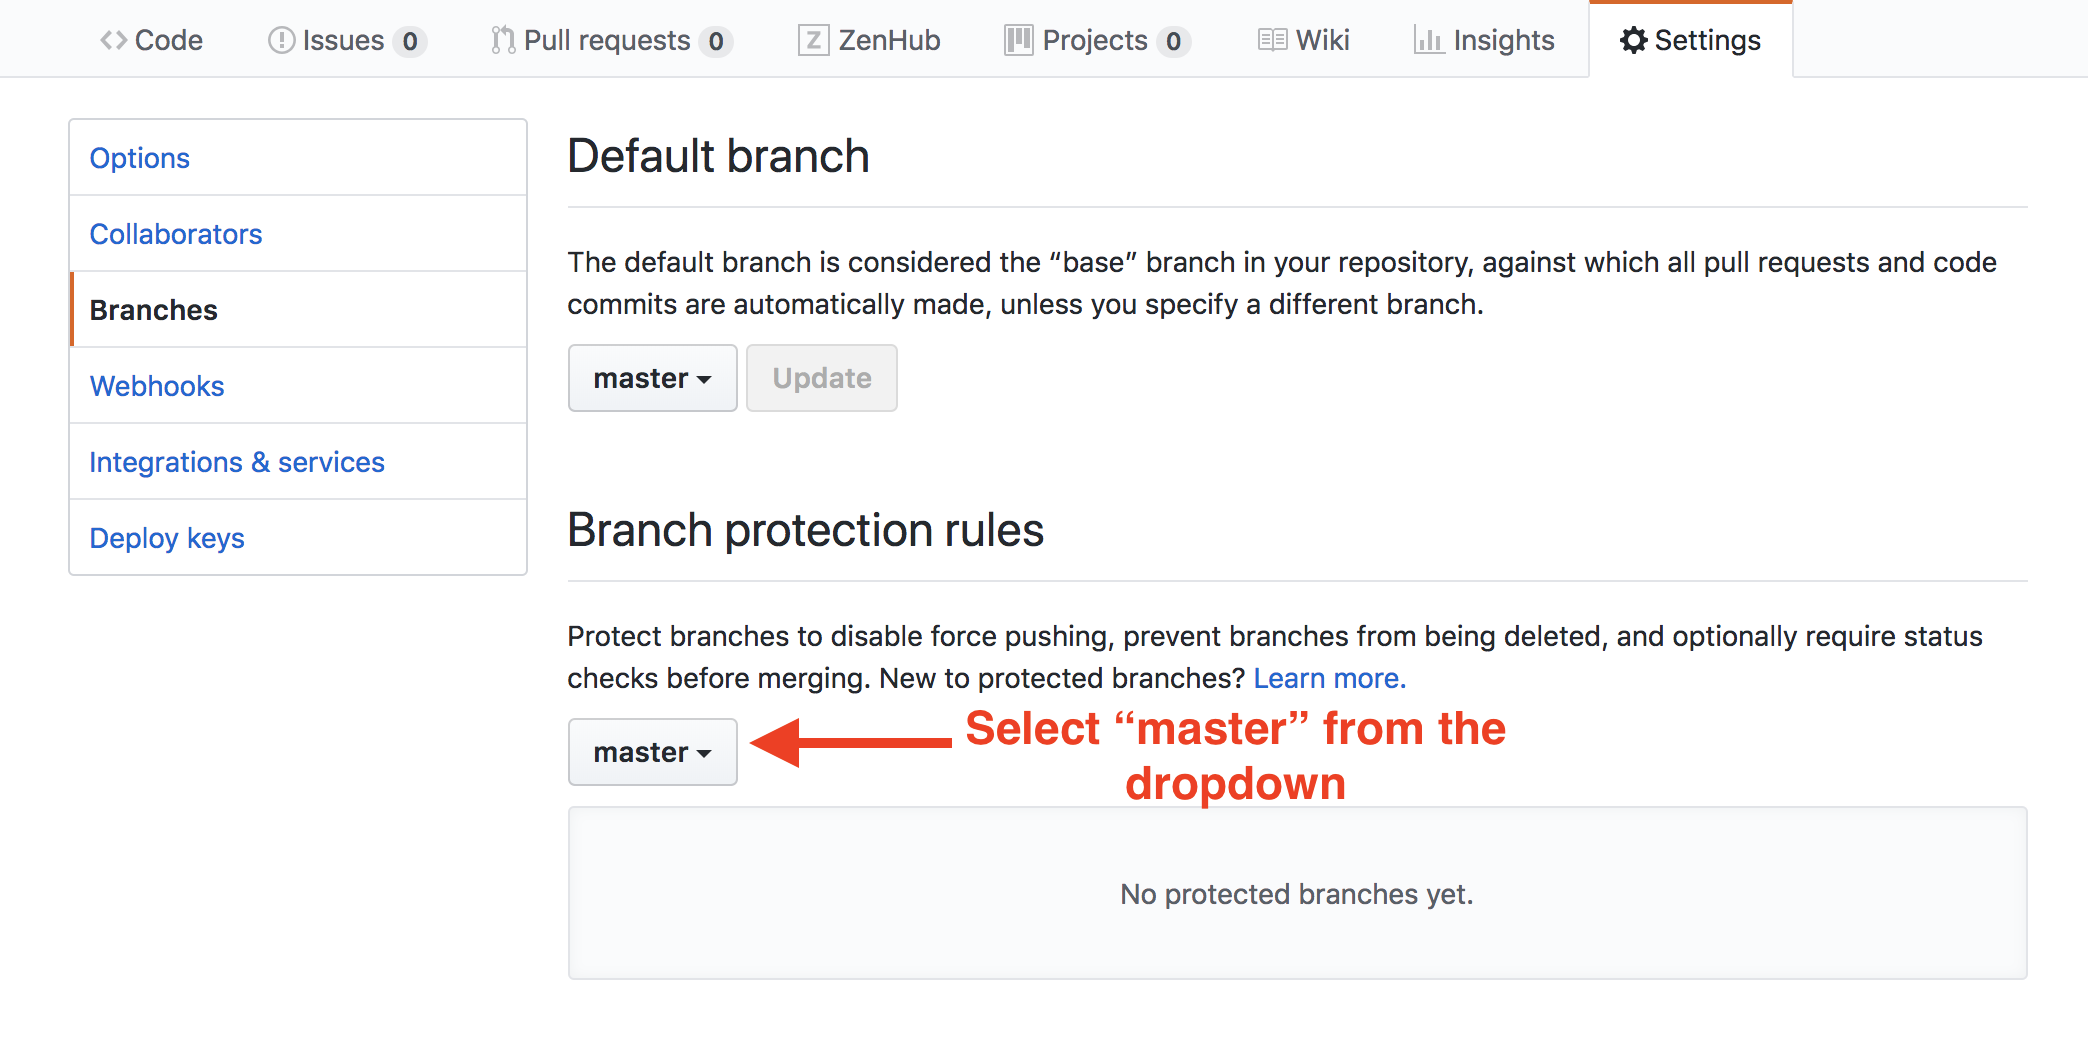 Code Issues 0 Pull requests 0 ZenHub Projects 0 Wiki Insights Settings
Options
Collaborators
Branches
Webhooks
Integrations & services
Deploy keys
Default branch
The default branch is considered the “base” branch in your repository, against which all pull requests and code
commits are automatically made, unless you specify a different branch.
master Update
Branch protection rules
Protect branches to disable force pushing, prevent branches from being deleted, and optionally require status
checks before merging. New to protected branches? Learn more.
master
Select “master” from the
dropdown
No protected branches yet.